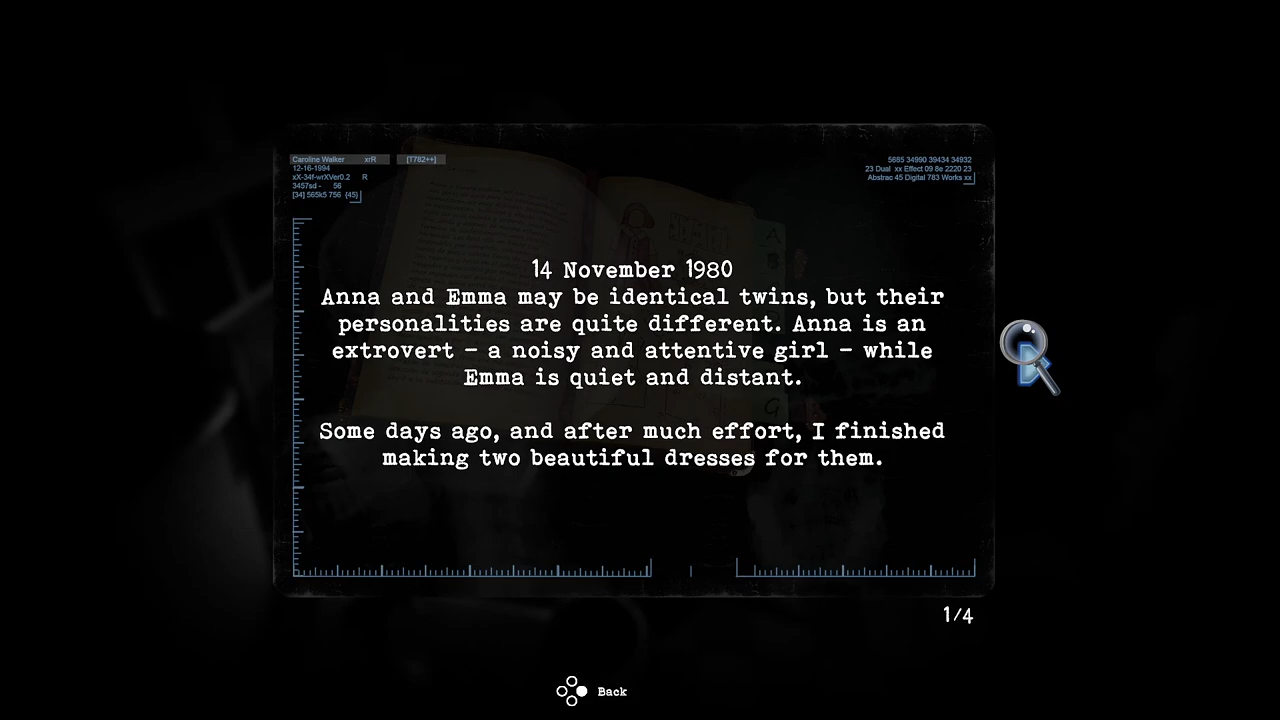 Caroline Walker xrR [T782++]
12-16-1994
xX-34f-wrXVer0.2 R
3457sd - 56
[34] 565k5 756 {45}
5685 34990 39434 34932
23 Dual xx Effect 09 8e 2220 23
Abstrac 45 Digital 783 Works xx
14 November 1980
Anna and Emma may be identical twins, but their
personalities are quite different. Anna is an
extrovert – a noisy and attentive girl – while
Emma is quiet and distant.
Some days ago, and after much effort, I finished
making two beautiful dresses for them.
1/4
Back